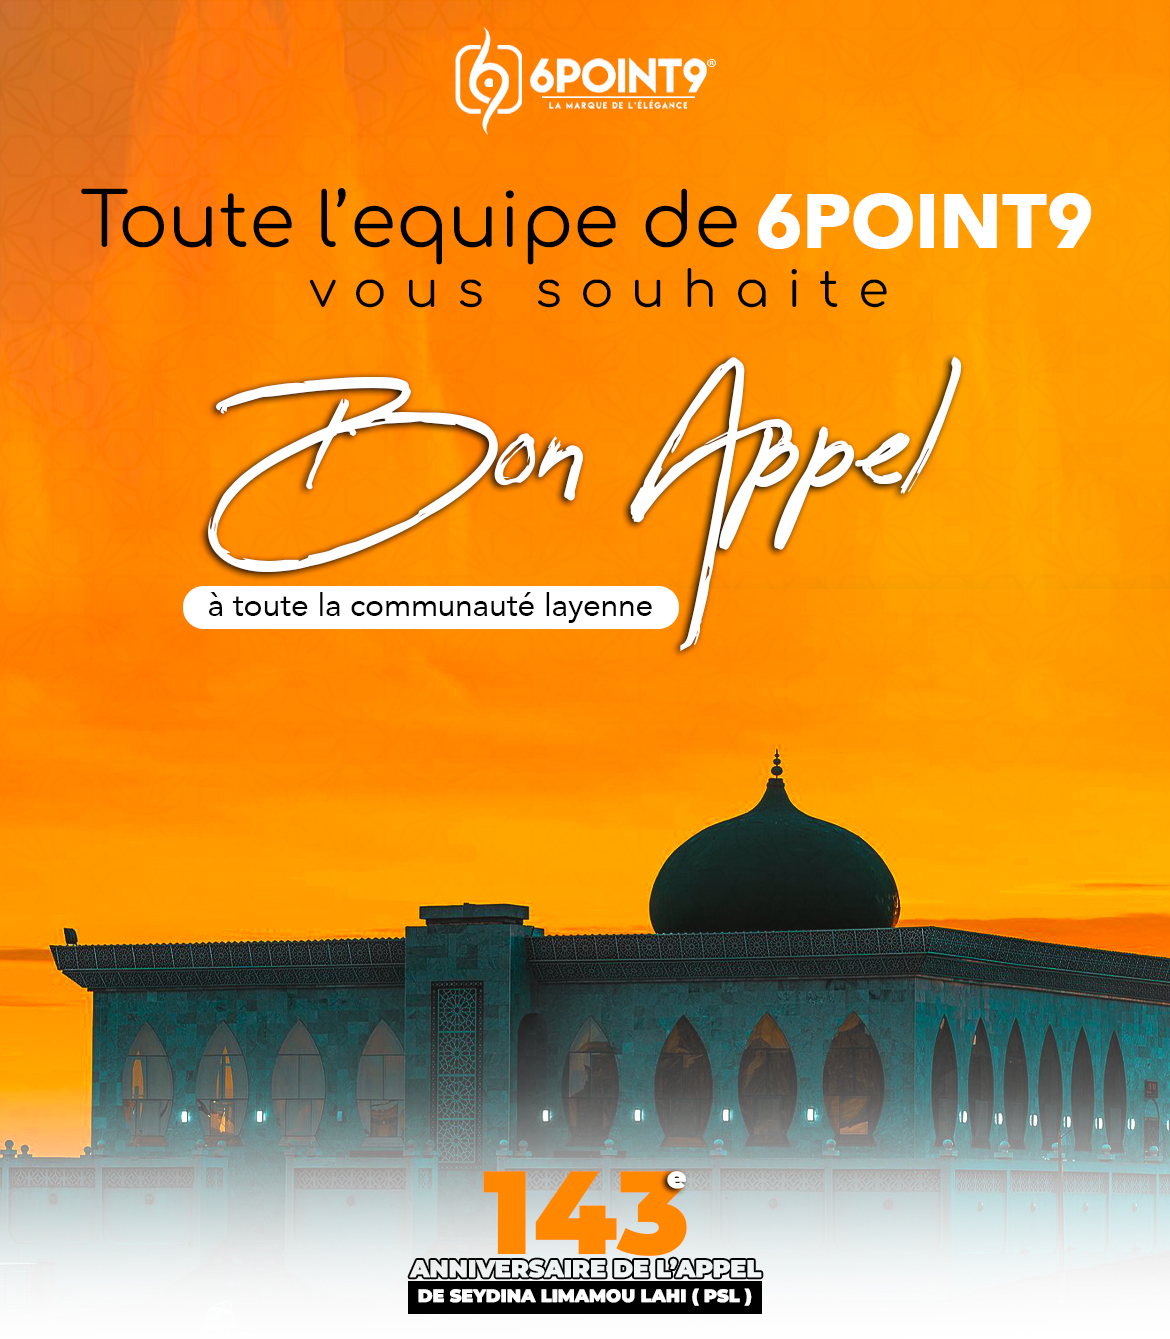 6POINT9®
LA MARQUE DE L'ÉLÉGANCE
Toute l'equipe de 6POINT9
vous souhaite
Bon Appel
à toute la communauté layenne
143e
ANNIVERSAIRE DE L'APPEL
DE SEYDINA LIMAMOU LAHI ( PSL )